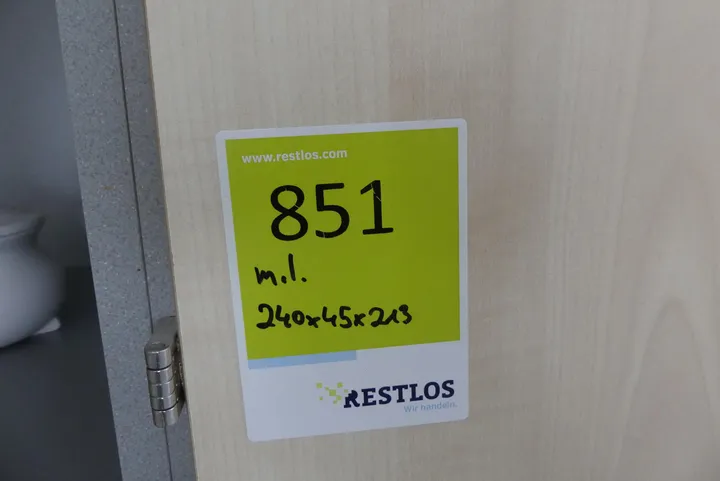 www.restlos.com
851
m.l.
240x45x213
RESTLOS
Wir handeln.